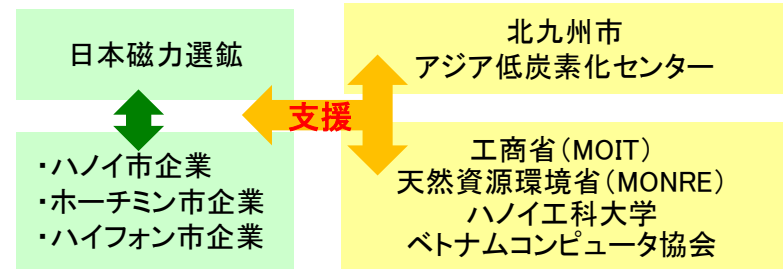 日本磁力選鉱
・ハノイ市企業
・ホーチミン市企業
・ハイフォン市企業
支援
北九州市
アジア低炭素化センター
工商省（MOIT）
天然資源環境省（MONRE）
ハノイ工科大学
ベトナムコンピュータ協会